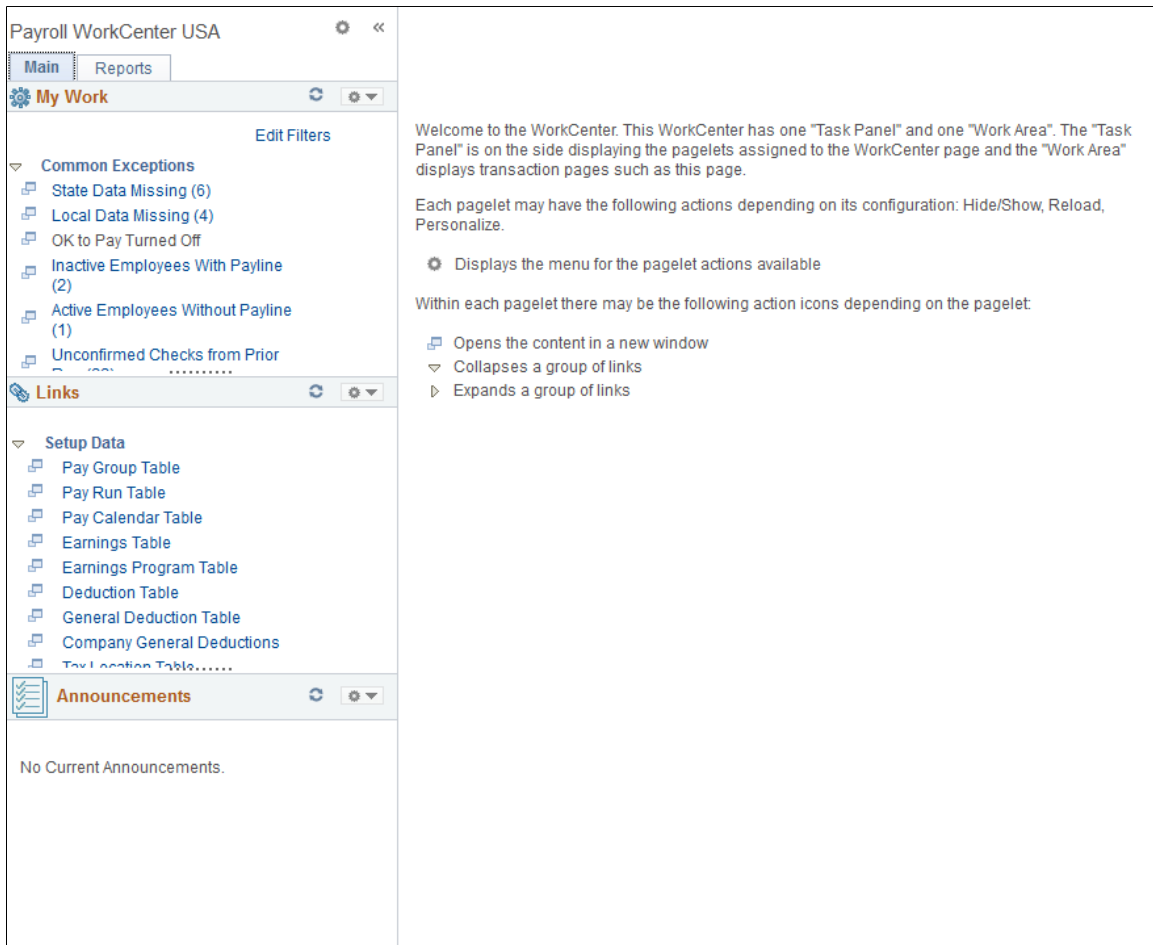 Payroll WorkCenter USA
Main
Reports
My Work
Edit Filters
Common Exceptions
State Data Missing (6)
Local Data Missing (4)
OK to Pay Turned Off
Inactive Employees With Payline
(2)
Active Employees Without Payline
(1)
Unconfirmed Checks from Prior
Links
Setup Data
Pay Group Table
Pay Run Table
Pay Calendar Table
Earnings Table
Earnings Program Table
Deduction Table
General Deduction Table
Company General Deductions
Tax Location Table
Announcements
No Current Announcements.
Welcome to the WorkCenter. This WorkCenter has one "Task Panel" and one "Work Area". The "Task
Panel" is on the side displaying the pagelets assigned to the WorkCenter page and the "Work Area"
displays transaction pages such as this page.
Each pagelet may have the following actions depending on its configuration: Hide/Show, Reload,
Personalize.
Displays the menu for the pagelet actions available
Within each pagelet there may be the following action icons depending on the pagelet:
Opens the content in a new window
Collapses a group of links
Expands a group of links